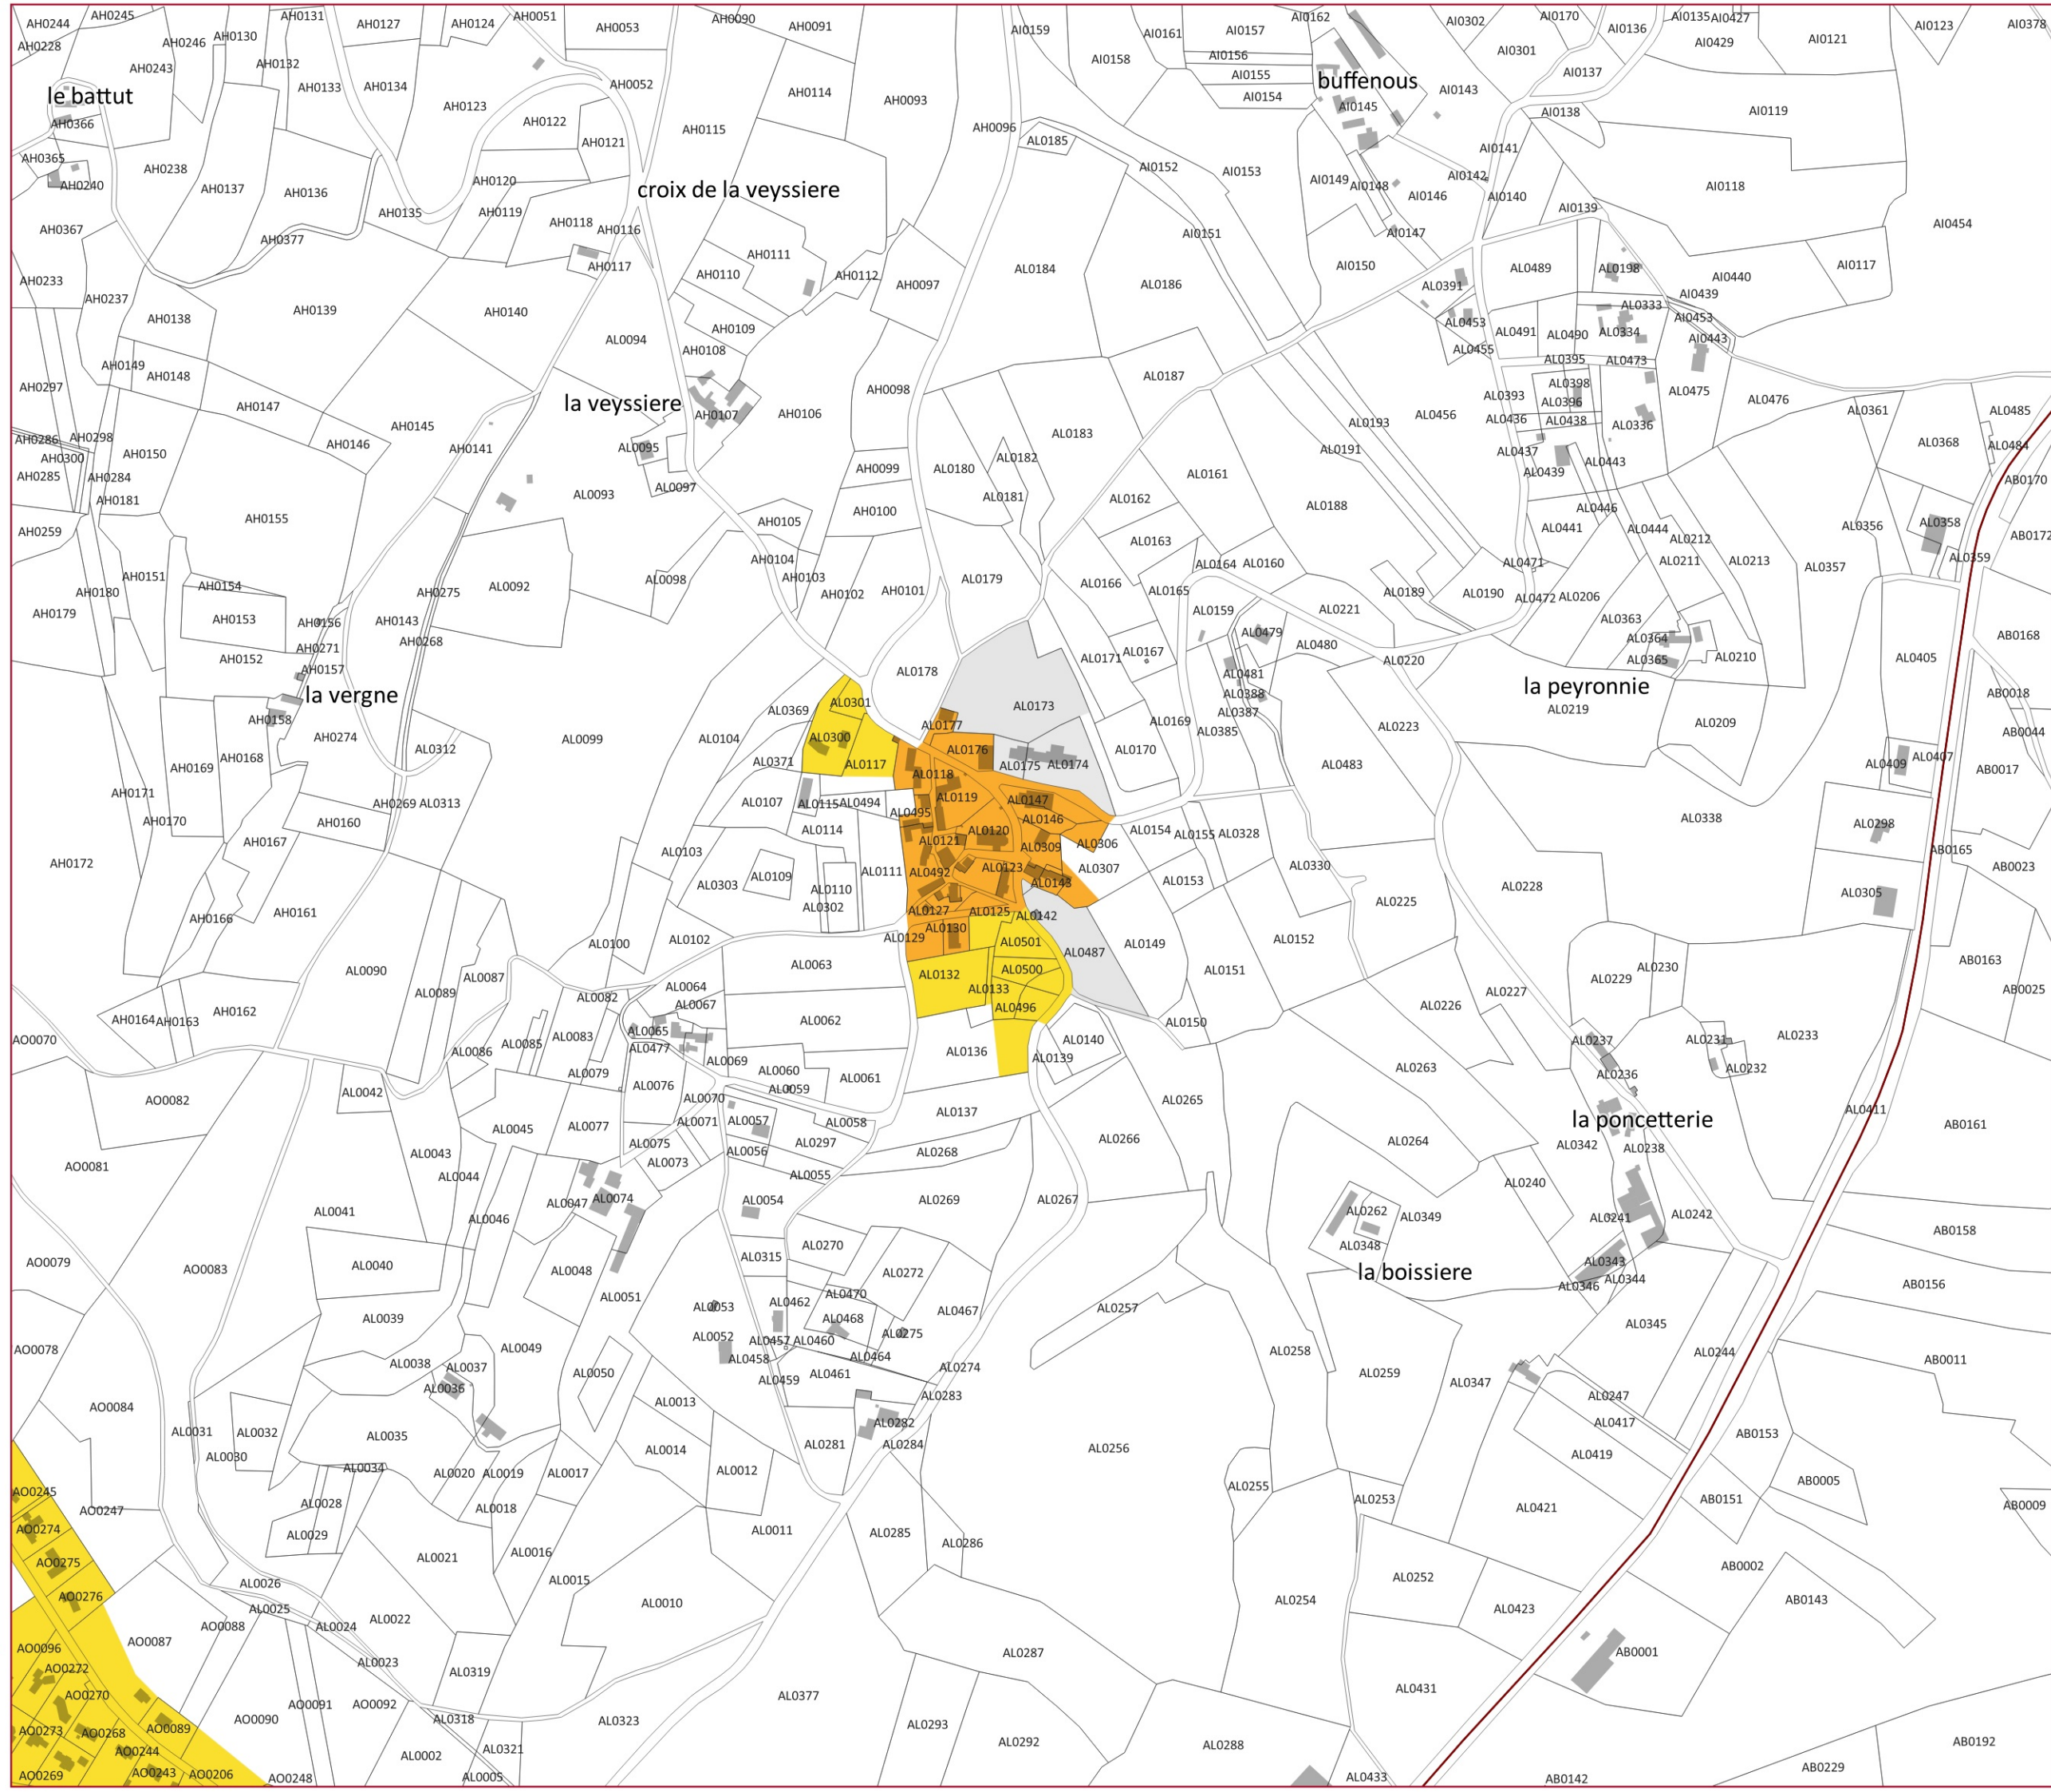 AH0244
AH0245
AH0131
AH0127
AH0124
AH0051
AH0053
AH0090
AH0091
AI0159
AI0161
AI0157
AI0162
AI0302
AI0170
AI0136
AI0135
AI0427
AI0123
AI0378
AH0228
AH0246
AH0130
AI0158
AI0156
AI0301
AI0429
AI0121
AH0243
AH0132
AH0133
AH0134
AH0052
AH0114
AI0155
AI0137
le battut
AH0123
AH0093
AI0154
buffenous
AI0143
AI0145
AI0138
AI0119
AH0366
AH0122
AH0115
AH0096
AL0185
AH0121
AI0141
AH0365
AH0238
AI0152
AI0153
AI0142
AH0240
AH0137
AH0136
AH0120
croix de la veyssiere
AI0149
AI0148
AI0146
AI0140
AI0118
AH0135
AH0119
AI0139
AH0367
AH0118
AH0116
AI0151
AI0147
AI0454
AH0377
AH0111
AH0117
AH0110
AH0112
AL0184
AI0150
AL0489
AL0198
AI0440
AI0117
AH0233
AH0237
AH0097
AL0186
AL0391
AI0439
AH0138
AH0139
AH0140
AH0109
AL0453
AL0491
AL0490
AL0333
AL0334
AI0453
AI0443
AL0094
AH0108
AL0455
AL0395
AL0473
AH0149
AH0148
AH0297
AL0187
AL0398
AL0475
AH0098
AL0393
AL0396
AL0476
AH0147
la veyssiere
AH0107
AH0106
AL0193
AL0456
AL0436
AL0438
AL0336
AL0361
AL0485
AH0145
AH0286
AH0298
AH0146
AH0141
AL0095
AL0183
AL0191
AL0437
AL0368
AL0484
AH0300
AH0150
AL0182
AL0443
AH0285
AH0284
AH0099
AL0180
AL0161
AL0439
AB0170
AH0181
AL0093
AL0097
AL0181
AL0162
AL0188
AL0446
AH0259
AH0155
AH0105
AH0100
AL0441
AL0444
AL0356
AL0358
AB0172
AL0163
AL0212
AH0104
AL0164
AL0160
AL0471
AL0211
AL0213
AL0357
AL0359
AH0151
AH0154
AL0092
AL0098
AH0103
AL0179
AL0166
AL0165
AH0180
AH0275
AH0102
AH0101
AL0189
AL0190
AL0472
AL0206
AH0179
AH0153
AH0156
AH0143
AL0159
AL0221
AL0363
AB0168
AH0268
AL0479
AL0480
AL0364
AH0271
AH0152
AL0171
AL0167
AL0220
AL0365
AL0210
AL0405
AH0157
AL0178
AL0481
la vergne
AL0388
la peyronnie
AB0018
AL0301
AL0173
AL0387
AL0219
AH0158
AL0369
AL0177
AL0169
AL0385
AL0223
AL0209
AB0044
AH0274
AL0312
AL0099
AL0104
AL0300
AL0176
AL0170
AH0168
AL0371
AL0117
AL0175
AL0174
AL0483
AL0409
AL0407
AH0169
AL0118
AB0017
AH0171
AH0269
AL0313
AL0107
AL0115
AL0494
AL0495
AL0119
AL0147
AH0170
AH0160
AL0114
AL0146
AL0154
AL0155
AL0328
AL0338
AL0298
AH0167
AL0120
AL0121
AL0309
AL0306
AH0172
AL0103
AB0165
AL0109
AL0111
AL0492
AL0123
AL0307
AL0330
AB0023
AL0303
AL0110
AL0143
AL0153
AL0228
AL0305
AL0302
AL0127
AL0125
AL0142
AL0225
AH0166
AH0161
AL0130
AL0100
AL0102
AL0129
AL0501
AL0149
AL0152
AL0487
AL0063
AL0132
AL0500
AL0151
AL0229
AL0230
AB0163
AL0090
AL0087
AL0064
AL0133
AL0089
AL0082
AL0067
AL0496
AL0226
AL0227
AB0025
AH0164
AH0163
AH0162
AL0062
AL0150
AO0070
AL0086
AL0085
AL0083
AL0065
AL0477
AL0136
AL0140
AL0237
AL0231
AL0233
AL0069
AL0139
AL0079
AL0060
AL0061
AL0263
AL0236
AL0232
AL0042
AL0076
AL0059
AO0082
AL0070
AL0265
AL0137
AL0411
AL0045
AL0077
AL0071
AL0057
AL0058
la poncetterie
AB0161
AL0043
AL0075
AL0056
AL0297
AL0268
AL0266
AL0264
AL0342
AL0238
AO0081
AL0044
AL0073
AL0055
AL0240
AL0047
AL0074
AL0054
AL0269
AL0267
AL0041
AL0046
AL0262
AL0349
AL0241
AL0242
AB0158
AL0348
AO0079
AO0083
AL0040
AL0048
AL0315
AL0270
AL0272
la boissiere
AL0343
AL0344
AL0346
AB0156
AL0051
AL0470
AL0462
AL0257
AL0039
AL0053
AL0468
AL0467
AL0345
AL0052
AL0457
AL0460
AL0275
AO0078
AL0049
AL0458
AL0464
AL0258
AL0244
AL0038
AL0037
AL0050
AL0459
AL0461
AL0274
AL0259
AB0011
AL0036
AL0347
AL0247
AO0084
AL0013
AL0283
AL0282
AL0417
AL0031
AL0032
AL0035
AL0281
AL0284
AL0256
AL0419
AB0153
AL0030
AL0034
AL0020
AL0019
AL0017
AL0014
AL0012
AL0255
AL0253
AB0005
AO0245
AO0247
AL0028
AL0018
AL0421
AB0151
AB0009
AO0274
AL0029
AL0011
AL0285
AL0286
AO0275
AL0021
AL0016
AB0002
AO0276
AL0026
AL0015
AL0252
AL0025
AL0022
AL0010
AL0254
AL0423
AB0143
AO0096
AO0087
AO0088
AL0024
AL0287
AB0001
AO0272
AL0023
AL0319
AO0270
AL0377
AL0431
AO0273
AO0268
AO0089
AO0090
AO0091
AO0092
AL0318
AL0323
AL0293
AL0292
AL0288
AB0192
AO0244
AL0002
AL0321
AO0269
AO0243
AO0206
AO0248
AL0005
AL0433
AB0142
AB0229